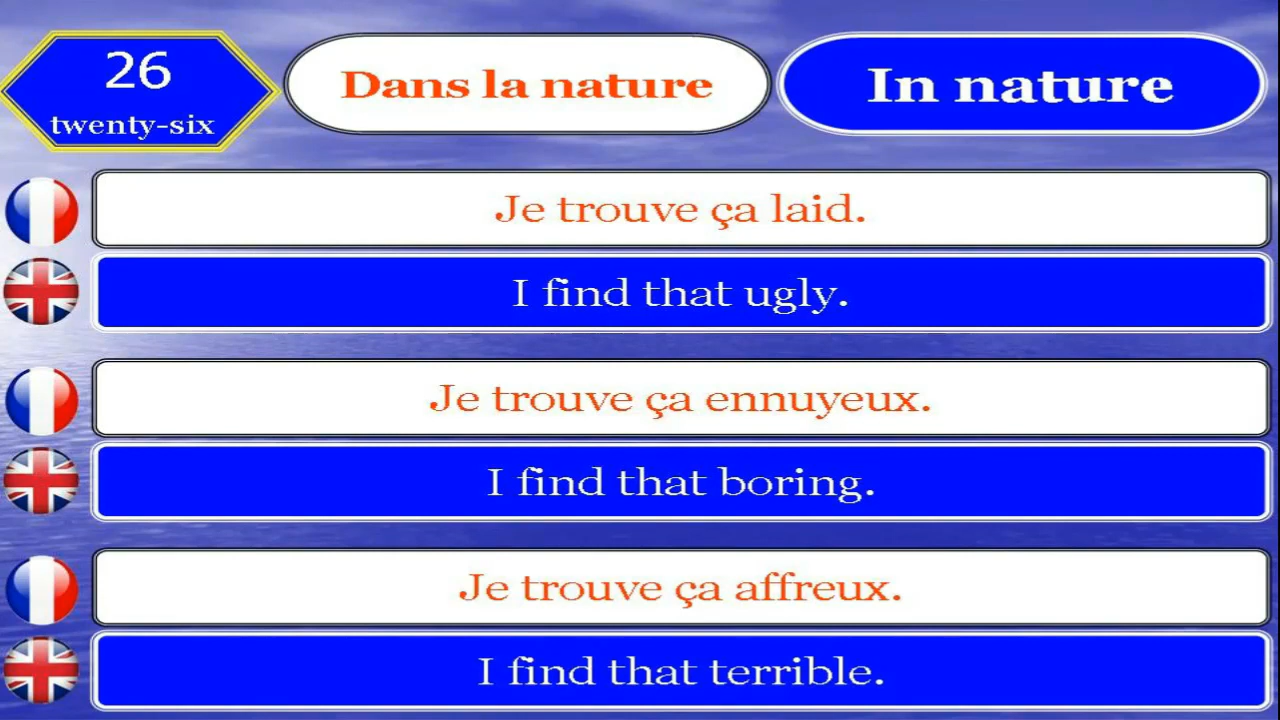 26
twenty-six
Dans la nature
In nature
Je trouve ça laid.
I find that ugly.
Je trouve ça ennuyeux.
I find that boring.
Je trouve ça affreux.
I find that terrible.